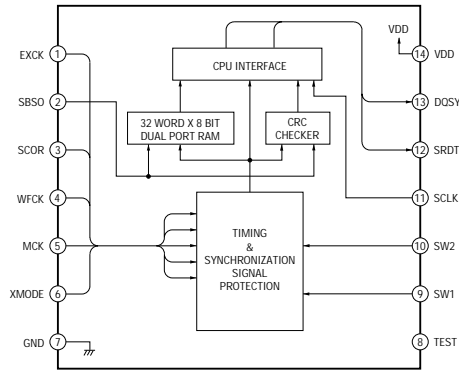 EXCK 1
SBSO 2
SCOR 3
WFCK 4
MCK 5
XMODE 6
GND 7
CPU INTERFACE
32 WORD X 8 BIT
DUAL PORT RAM
CRC
CHECKER
TIMING
&
SYNCHRONIZATION
SIGNAL
PROTECTION
VDD
14 VDD
13 DQSY
12 SRDT
11 SCLK
10 SW2
9 SW1
8 TEST